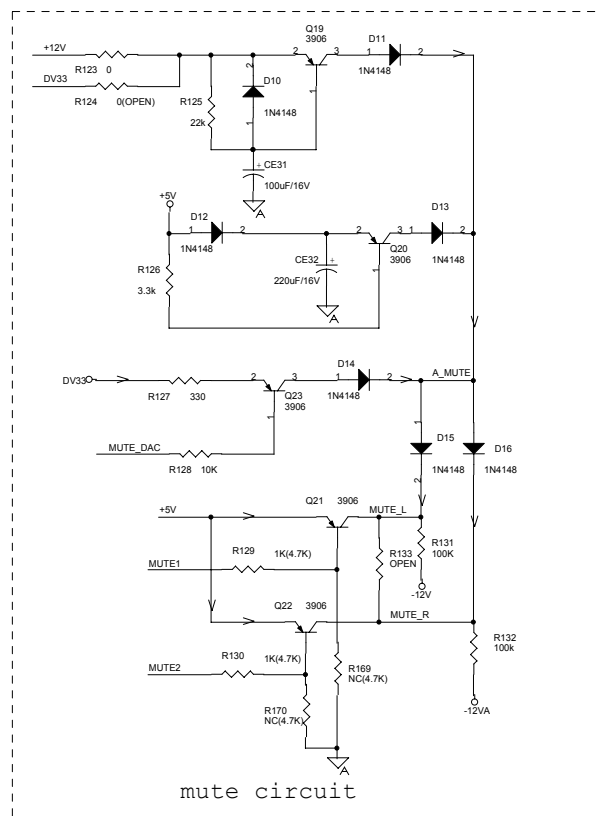 Q19
3906
D11
+12V
2 3 1 2
R123 0
DV33
R124 0(OPEN)
R125
22k
2
D10
1N4148
1
1
1N4148
+ CE31
100uF/16V
A
+5V
D12
1 2
1N4148
2 3
Q20
3906
1
D13
1 2
1N4148
R126
3.3k
CE32 +
220uF/16V
A
DV33
R127 330
2 3
Q23
3906
1
D14
1 2
1N4148
A_MUTE
MUTE_DAC
R128 10K
1
D15
1N4148
2
D16
1N4148
Q21 3906
+5V
MUTE_L
R133
OPEN
R131
100K
-12V
MUTE1
R129 1K(4.7K)
Q22 3906
MUTE_R
R132
100k
-12VA
MUTE2
R130 1K(4.7K)
R169
NC(4.7K)
R170
NC(4.7K)
A
mute circuit